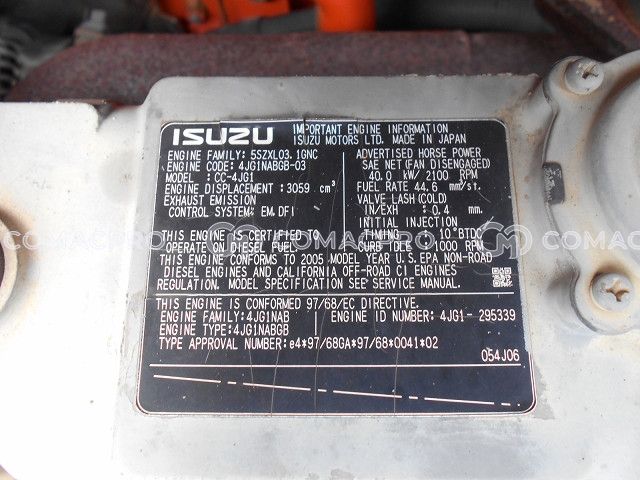 ISUZU
IMPORTANT ENGINE INFORMATION
ISUZU MOTORS LTD. MADE IN JAPAN
ENGINE FAMILY: 5SZXL03.1GNC
ENGINE CODE: 4JG1NABGB-03
MODEL : CC-4JG1
DISPLACEMENT: 3059 cm³
EXHAUST EMISSION
CONTROL SYSTEM: EM,DFI
ADVERTISED HORSE POWER
SAE NET(FAN DISENGAGED)
40.0 kW/ 2100 RPM
FUEL RATE 44.6 mm³/st.
VALVE LASH(COLD)
IN/EXH : 0.4 mm.
INITIAL INJECTION
TIMING : 10°BTDC
CURB IDLE : 1000 RPM
THIS ENGINE IS CERTIFIED TO
OPERATE ON DIESEL FUEL.
THIS ENGINE CONFORMS TO 2005 MODEL YEAR U.S.EPA NON-ROAD
DIESEL ENGINES AND CALIFORNIA OFF-ROAD CI ENGINES
REGULATION. MODEL SPECIFICATION SEE SERVICE MANUAL.
THIS ENGINE IS CONFORMED 97/68/EC DIRECTIVE.
ENGINE FAMILY:4JG1NAB ENGINE ID NUMBER: 4JG1- 295339
ENGINE TYPE:4JG1NABGB
TYPE APPROVAL NUMBER:e4*97/68GA*97/68*0041*02
054J06
COMACPRO COMACPRO COMACPRO